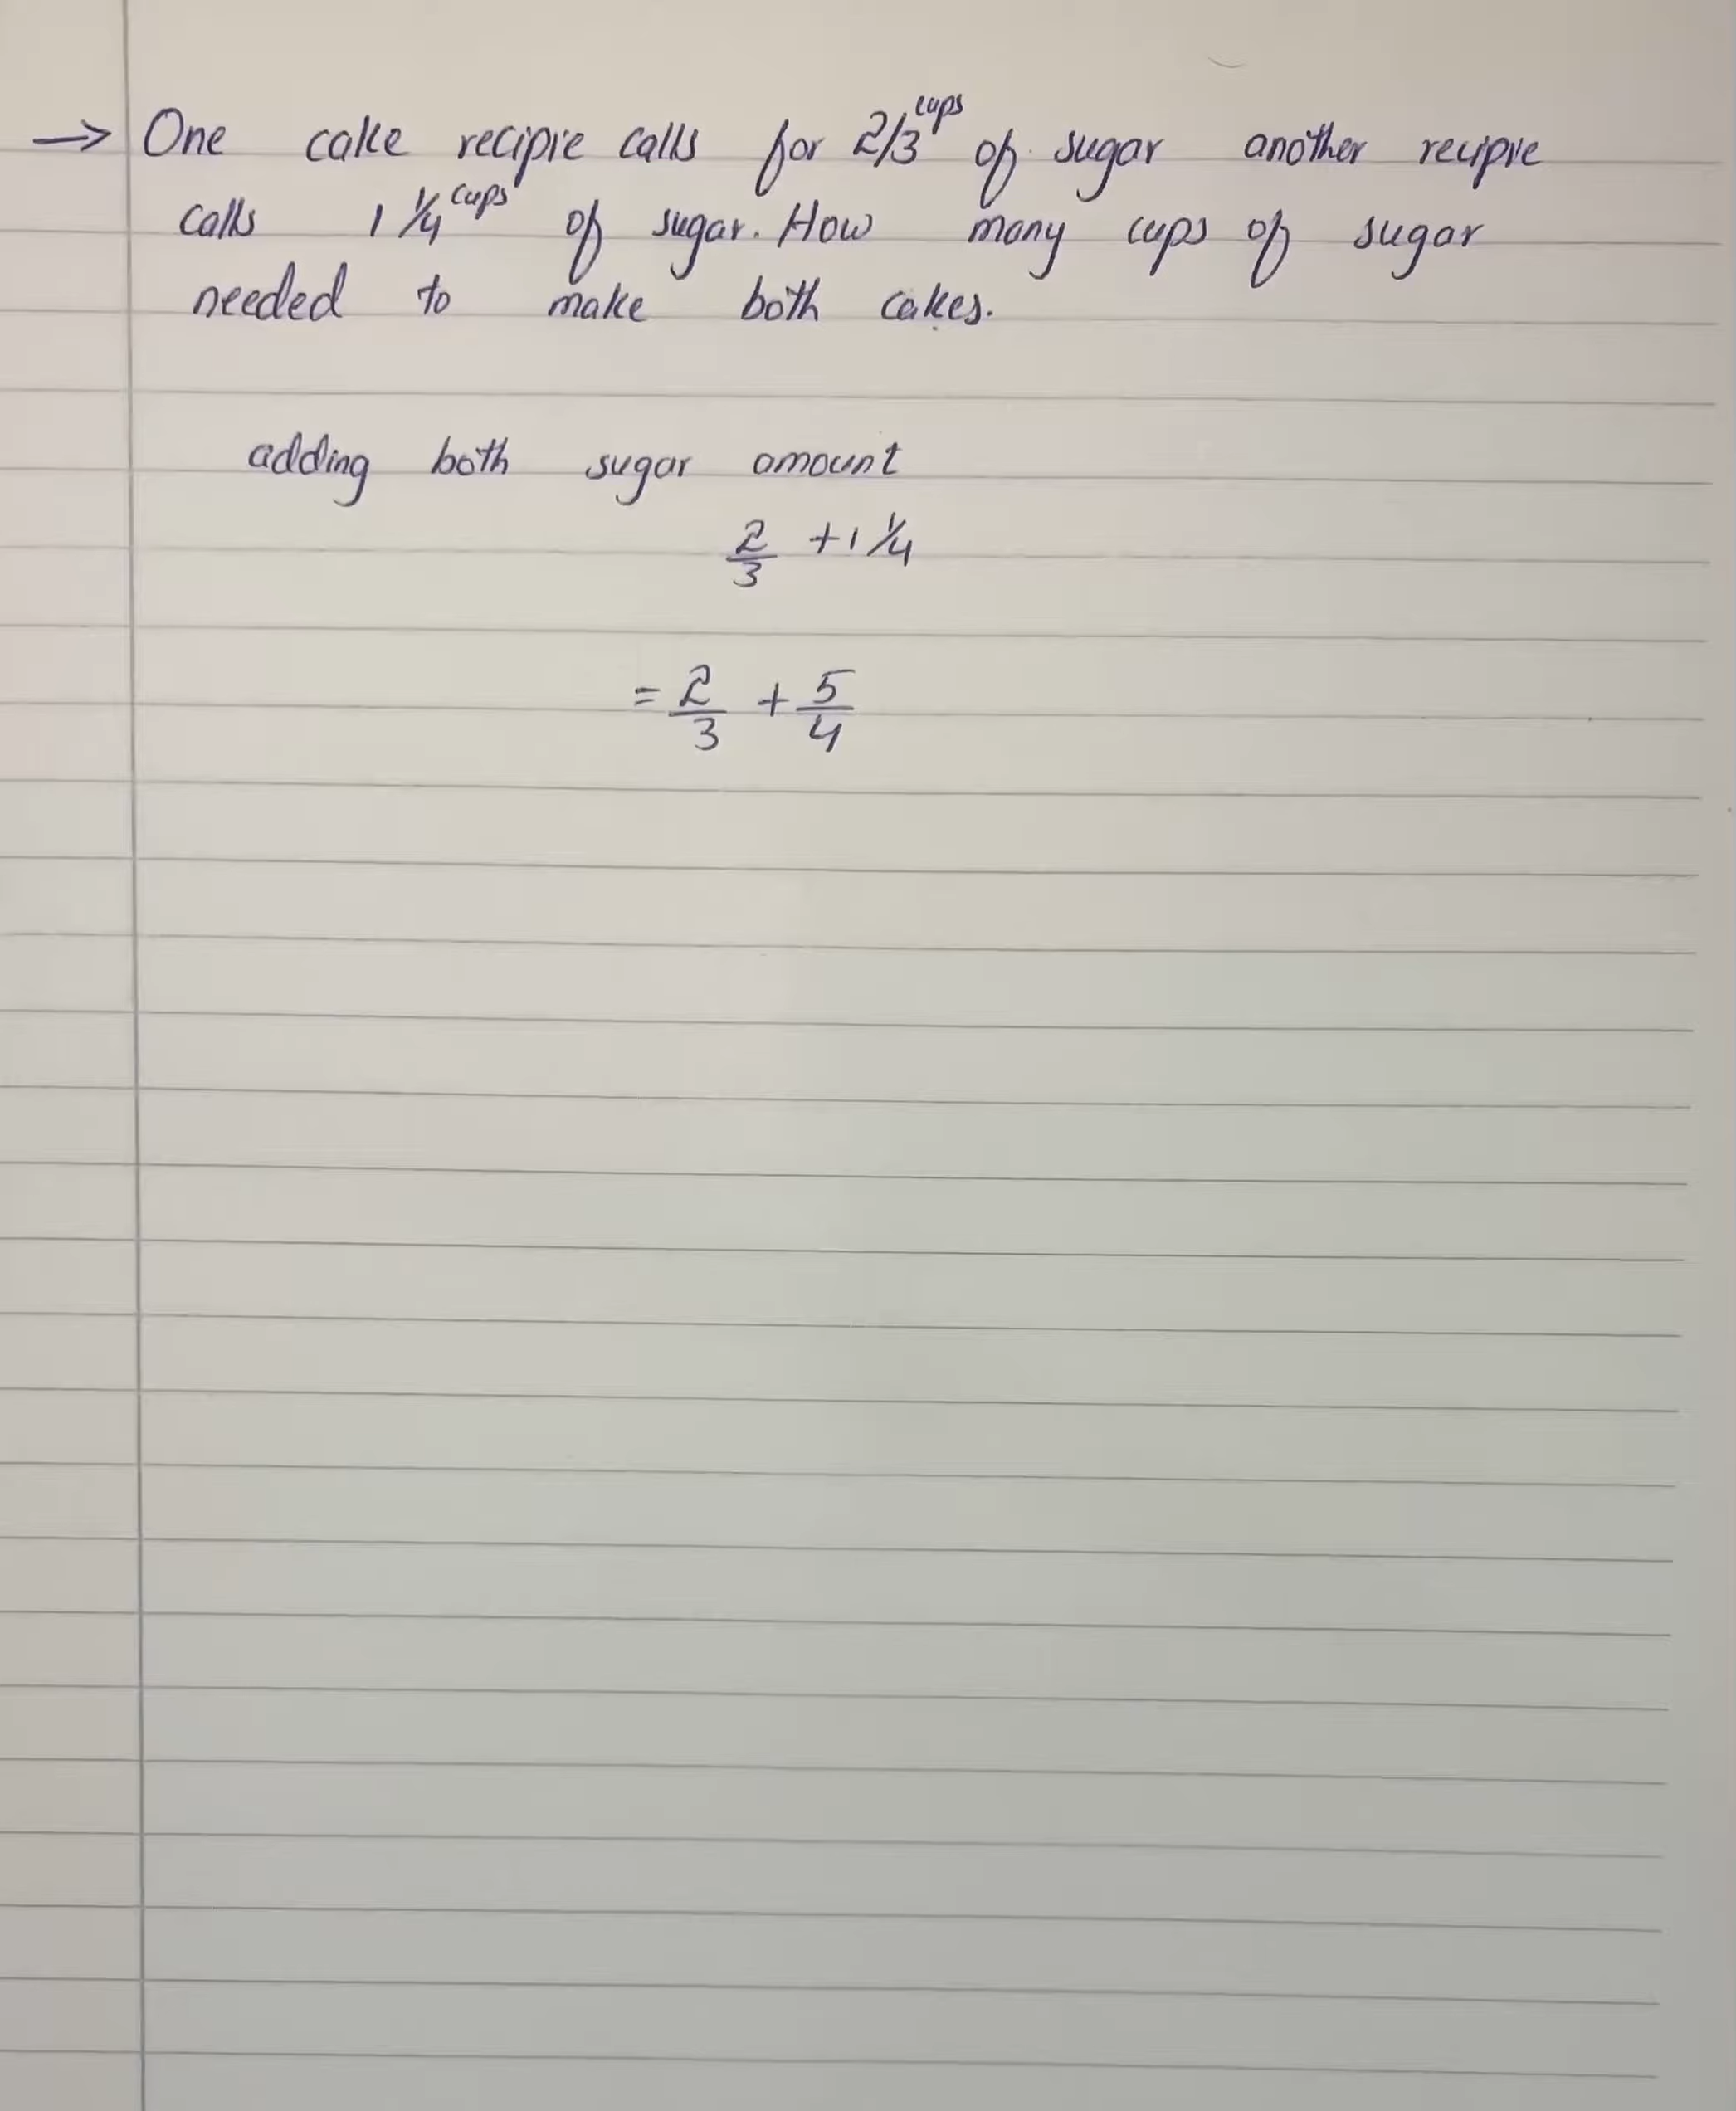 → One cake recipie calls for 2/3 cups of sugar another recipie
calls 1 1/4 cups of sugar. How many cups of sugar
needed to make both cakes.
adding both sugar amount
2/3 + 1 1/4
= 2/3 + 5/4